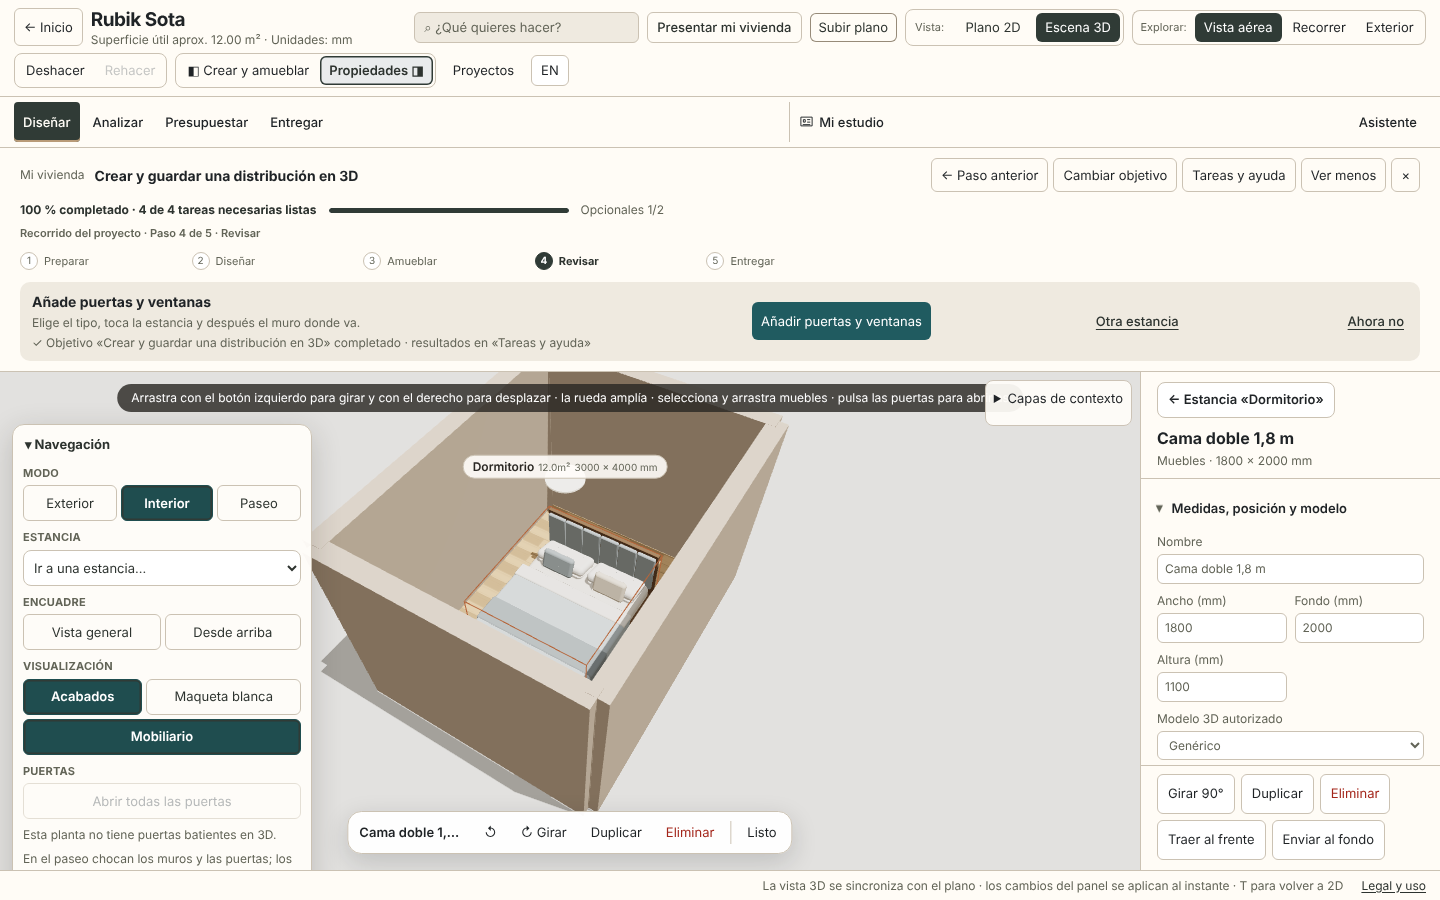 ← Inicio
Rubik Sota
Superficie útil aprox. 12.00 m² · Unidades: mm
¿Qué quieres hacer?
Presentar mi vivienda
Subir plano
Vista:
Plano 2D
Escena 3D
Explorar:
Vista aérea
Recorrer
Exterior
Deshacer
Rehacer
Crear y amueblar
Propiedades
Proyectos
EN
Diseñar
Analizar
Presupuestar
Entregar
Mi estudio
Asistente
Mi vivienda
Crear y guardar una distribución en 3D
← Paso anterior
Cambiar objetivo
Tareas y ayuda
Ver menos
×
100 % completado · 4 de 4 tareas necesarias listas
Opcionales 1/2
Recorrido del proyecto · Paso 4 de 5 · Revisar
1 Preparar
2 Diseñar
3 Amueblar
4 Revisar
5 Entregar
Añade puertas y ventanas
Elige el tipo, toca la estancia y después el muro donde va.
✓ Objetivo «Crear y guardar una distribución en 3D» completado · resultados en «Tareas y ayuda»
Añadir puertas y ventanas
Otra estancia
Ahora no
Arrastra con el botón izquierdo para girar y con el derecho para desplazar · la rueda amplía · selecciona y arrastra muebles · pulsa las puertas para abr
▶ Capas de contexto
▾ Navegación
MODO
Exterior
Interior
Paseo
ESTANCIA
Ir a una estancia...
ENCUADRE
Vista general
Desde arriba
VISUALIZACIÓN
Acabados
Maqueta blanca
Mobiliario
PUERTAS
Abrir todas las puertas
Esta planta no tiene puertas batientes en 3D.
En el paseo chocan los muros y las puertas; los
Dormitorio 12.0m² 3000 × 4000 mm
Cama doble 1,...
↺
↻ Girar
Duplicar
Eliminar
Listo
← Estancia «Dormitorio»
Cama doble 1,8 m
Muebles · 1800 × 2000 mm
▼ Medidas, posición y modelo
Nombre
Cama doble 1,8 m
Ancho (mm)
Fondo (mm)
1800
2000
Altura (mm)
1100
Modelo 3D autorizado
Genérico
Girar 90°
Duplicar
Eliminar
Traer al frente
Enviar al fondo
La vista 3D se sincroniza con el plano · los cambios del panel se aplican al instante · T para volver a 2D
Legal y uso